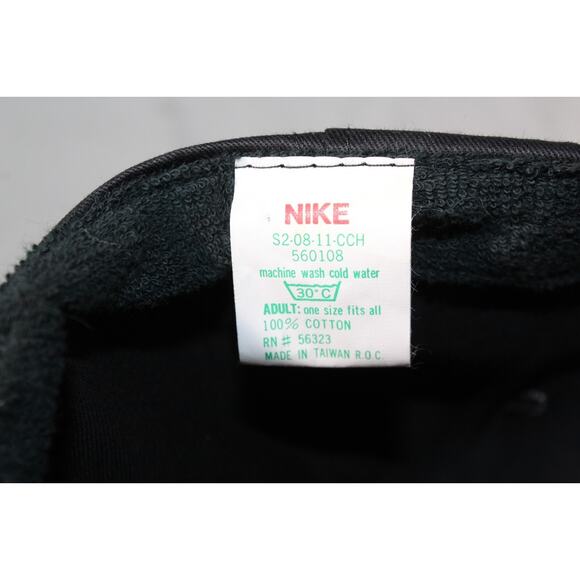 NIKE
S2-08-11-CCH
560108
machine wash cold water
30°C
ADULT: one size fits all
100% COTTON
RN # 56323
MADE IN TAIWAN R.O.C.